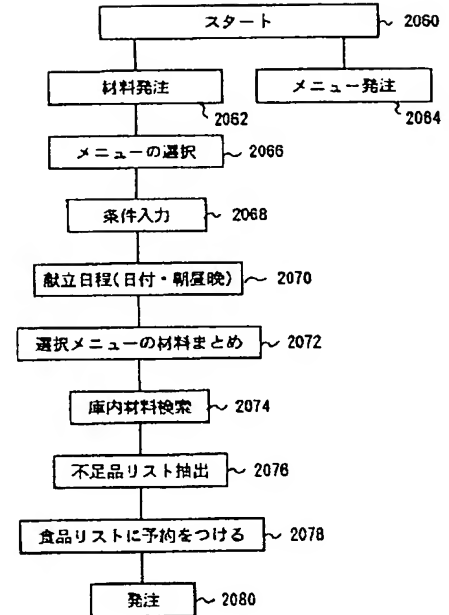 スタート 2060
材料発注 2062
メニュー発注 2064
メニューの選択 2066
条件入力 2068
献立日程(日付・朝昼晩) 2070
選択メニューの材料まとめ 2072
庫内材料検索 2074
不足品リスト抽出 2076
食品リストに予約をつける 2078
発注 2080